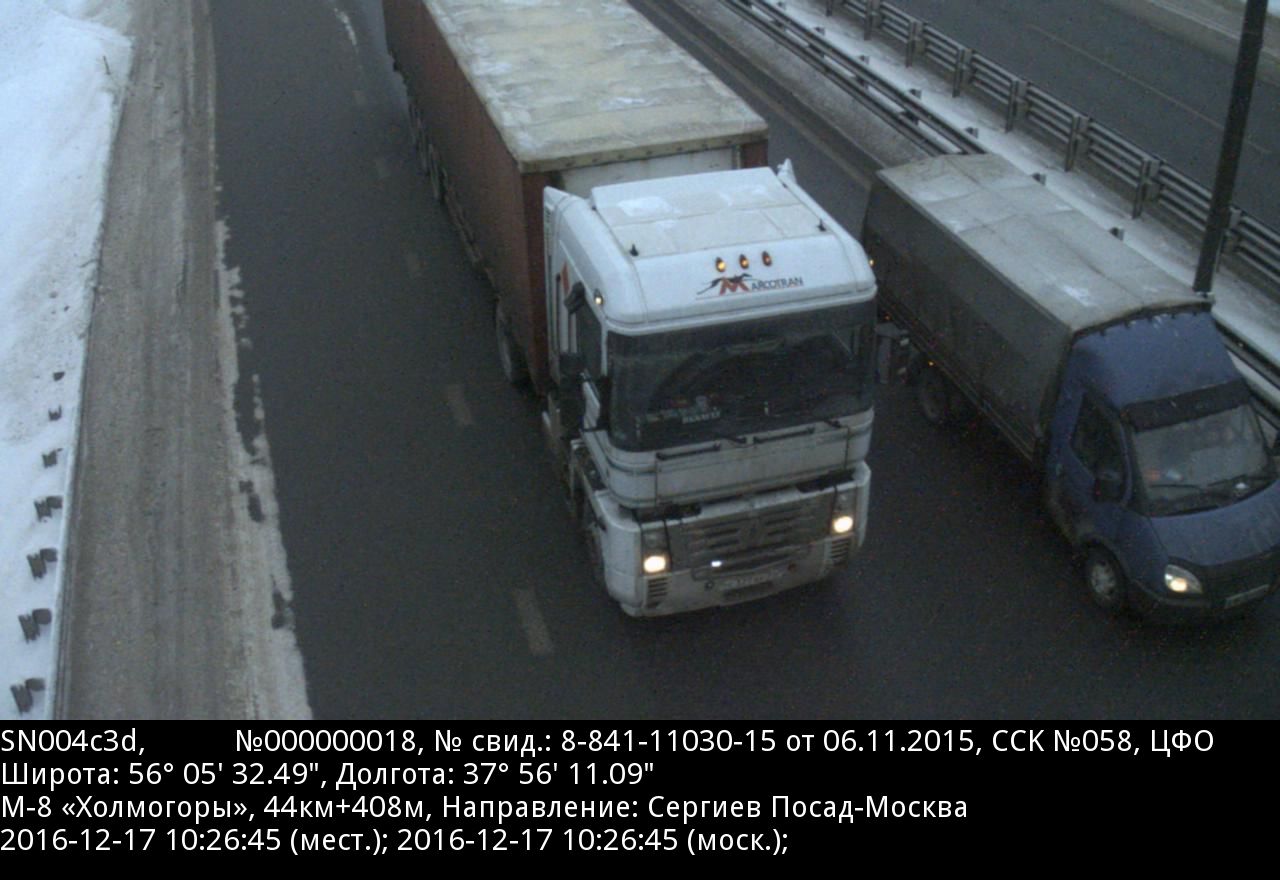 MARCOTRAN
RENAULT
SN004c3d, №000000018, № свид.: 8-841-11030-15 от 06.11.2015, ССК №058, ЦФО
Широта: 56° 05' 32.49", Долгота: 37° 56' 11.09"
М-8 «Холмогоры», 44км+408м, Направление: Сергиев Посад-Москва
2016-12-17 10:26:45 (мест.); 2016-12-17 10:26:45 (моск.);